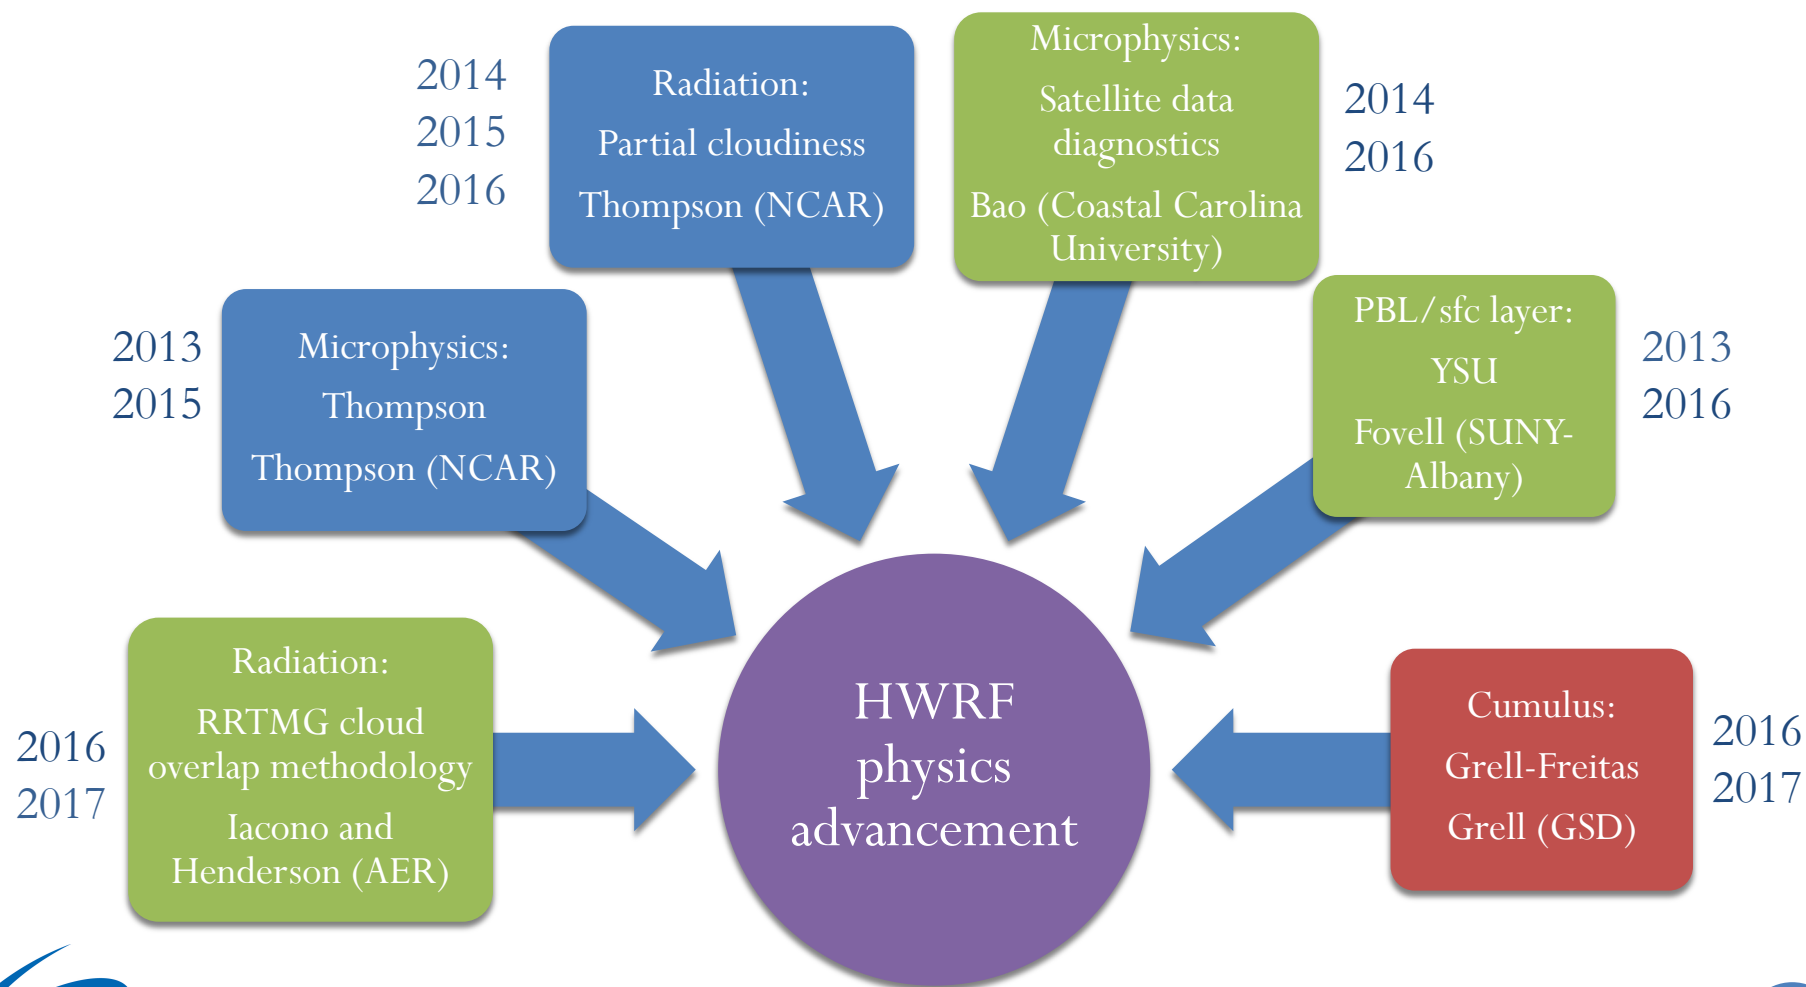 2014
2015
2016
Radiation:
Partial cloudiness
Thompson (NCAR)
Microphysics:
Satellite data
diagnostics
Bao (Coastal Carolina
University)
2014
2016
2013
2015
Microphysics:
Thompson
Thompson (NCAR)
PBL/sfc layer:
YSU
Fovell (SUNY-
Albany)
2013
2016
2016
2017
Radiation:
RRTMG cloud
overlap methodology
Iacono and
Henderson (AER)
HWRF
physics
advancement
Cumulus:
Grell-Freitas
Grell (GSD)
2016
2017